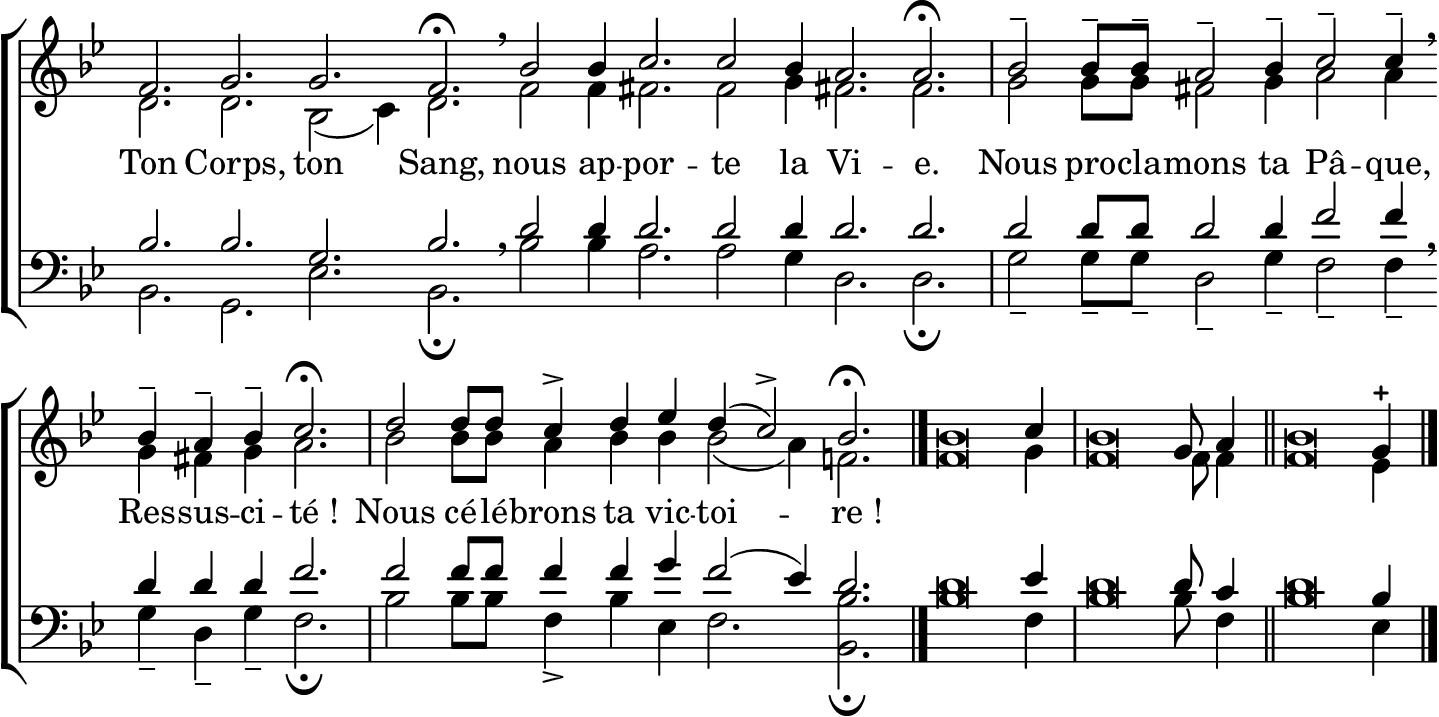 Ton Corps, ton Sang, nous ap -- por -- te la Vi -- e. Nous proclamons ta Pâ -- que,
Ressus -- ci -- té ! Nous célébrons ta vic -- toi -- re !